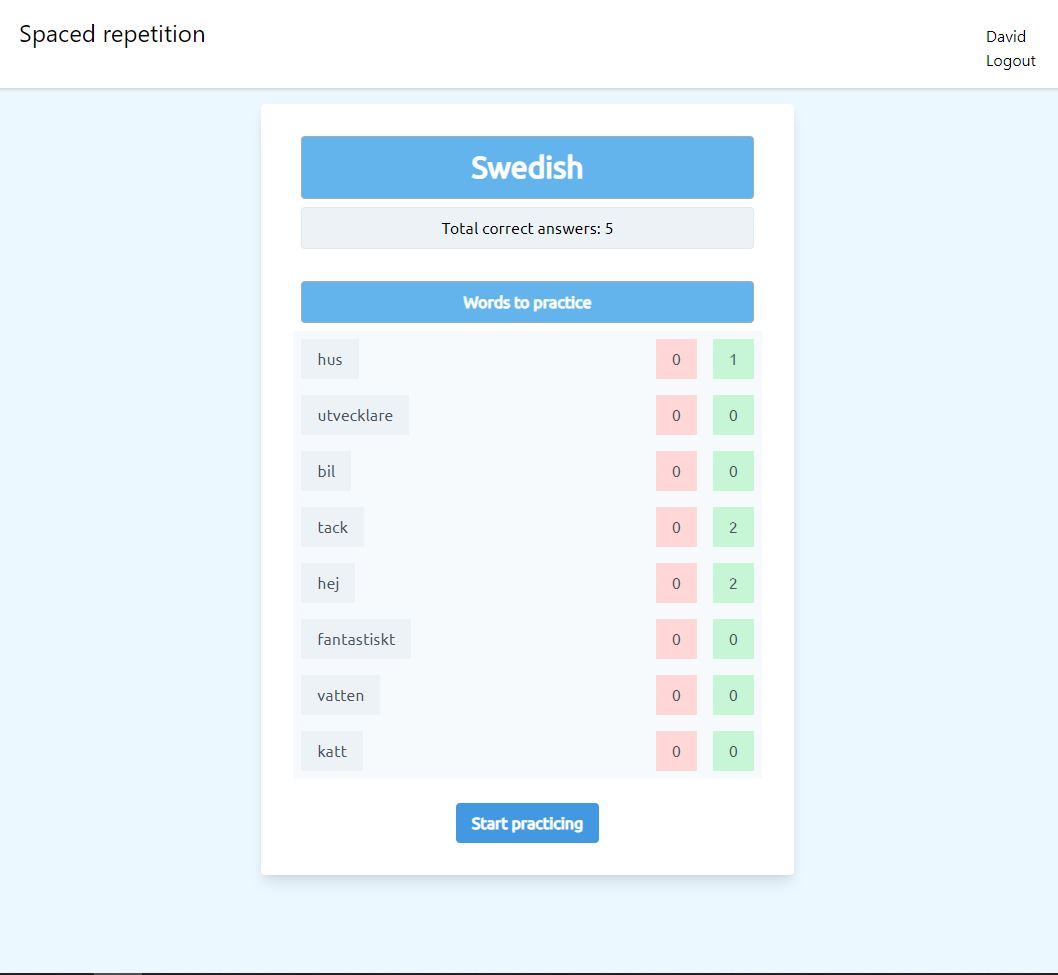 Spaced repetition
David
Logout
Swedish
Total correct answers: 5
Words to practice
hus 0 1
utvecklare 0 0
bil 0 0
tack 0 2
hej 0 2
fantastiskt 0 0
vatten 0 0
katt 0 0
Start practicing